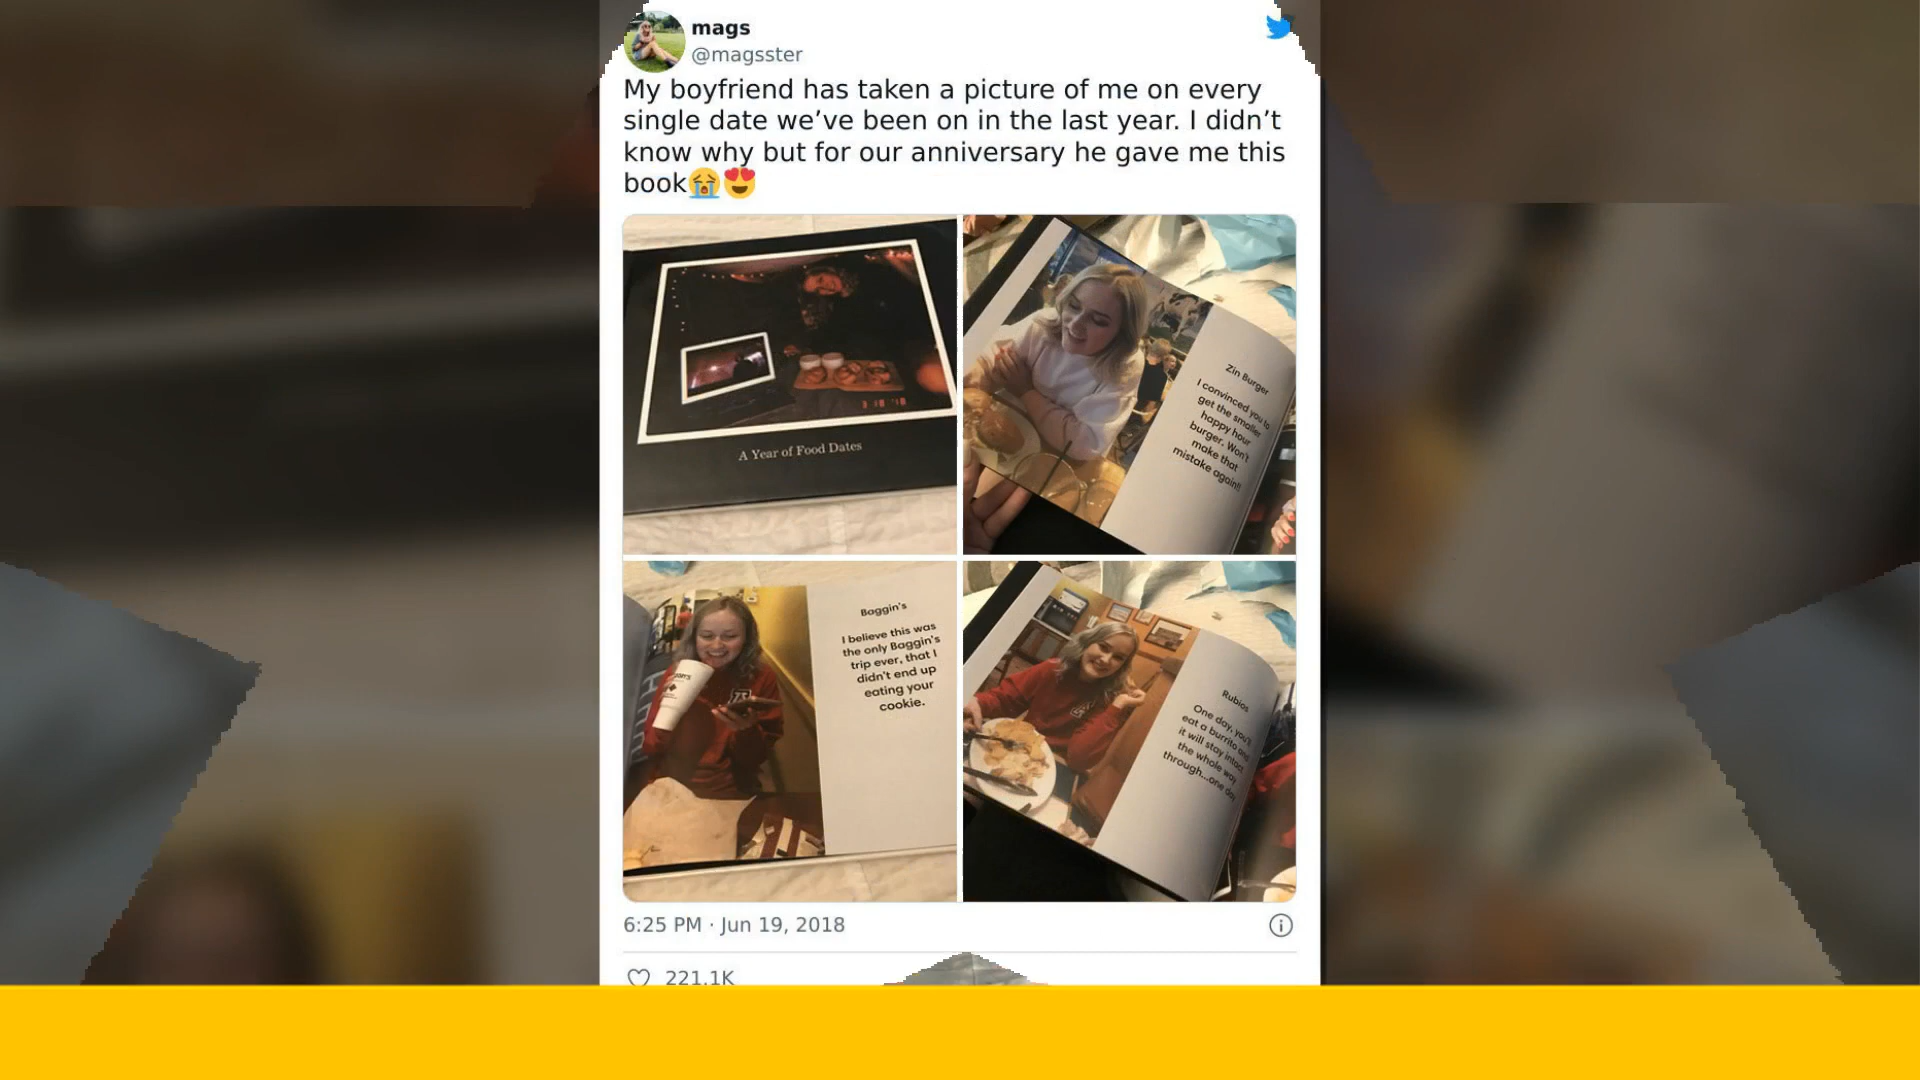 mags
@magsster
My boyfriend has taken a picture of me on every
single date we’ve been on in the last year. I didn’t
know why but for our anniversary he gave me this
book😭😍
3 18 '18
A Year of Food Dates
Zin Burger
I convinced you to
get the smaller
happy hour
burger. Won't
make that
mistake again!!
Baggin's
I believe this was
the only Baggin's
trip ever, that I
didn't end up
eating your
cookie.
Rubios
One day, you'll
eat a burrito and
it will stay intact
the whole way
through...one day
6:25 PM · Jun 19, 2018
221.1K